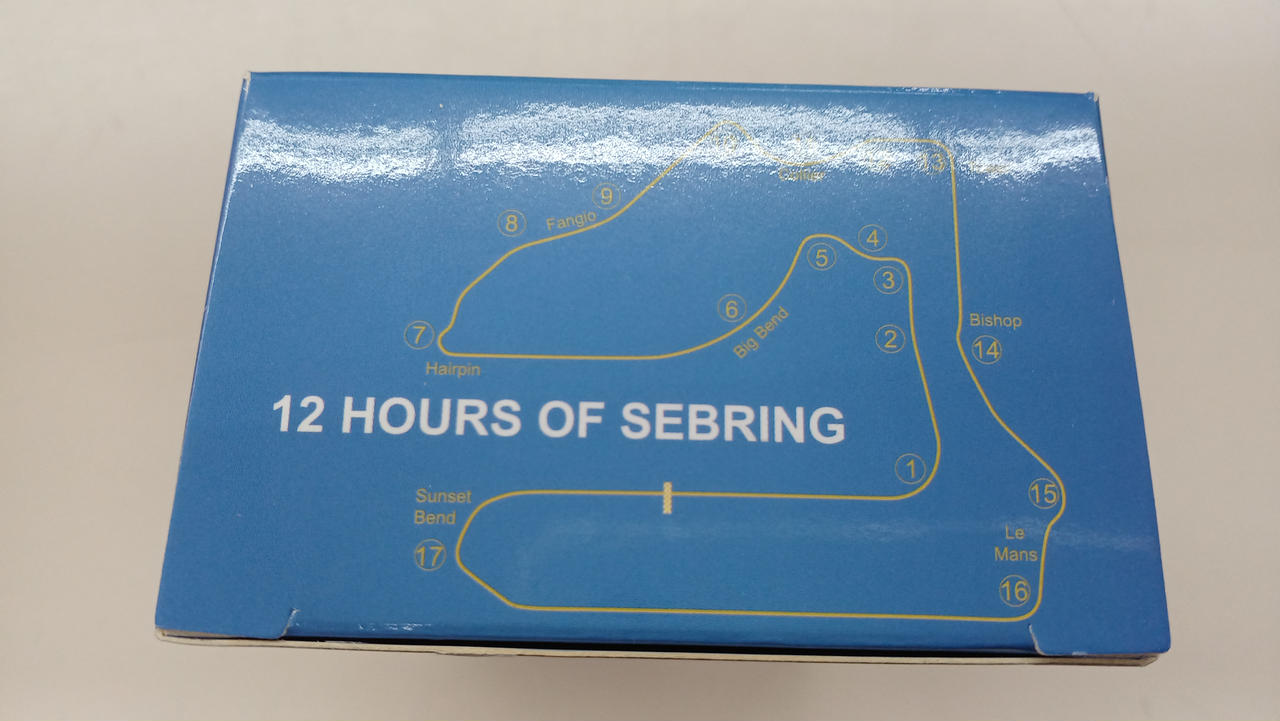 13
9
8
Fangio
4
5
3
6
Big Bend
2
7
Hairpin
Bishop
14
12 HOURS OF SEBRING
1
Sunset
Bend
17
15
Le
Mans
16